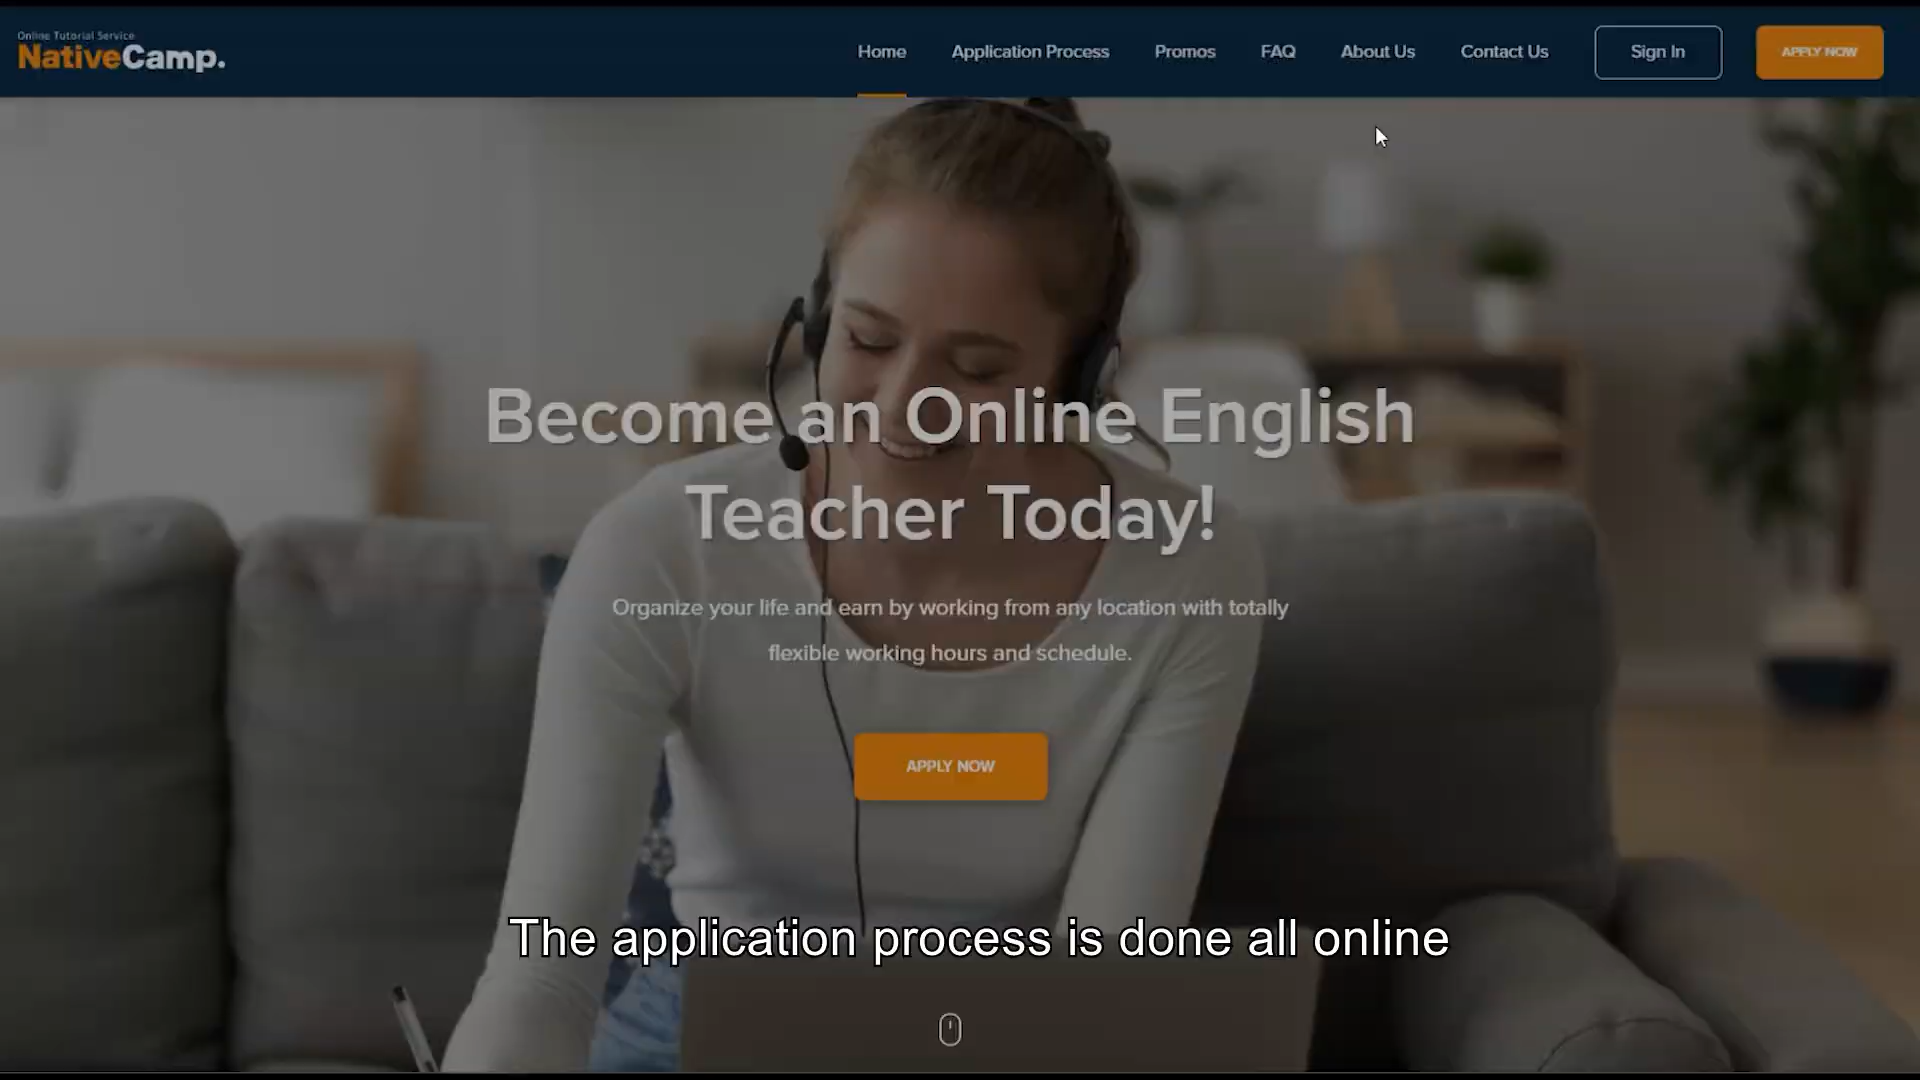 Online Tutorial Service
NativeCamp.
Home
Application Process
Promos
FAQ
About Us
Contact Us
Sign In
APPLY NOW
Become an Online English
Teacher Today!
Organize your life and earn by working from any location with totally
flexible working hours and schedule.
APPLY NOW
The application process is done all online